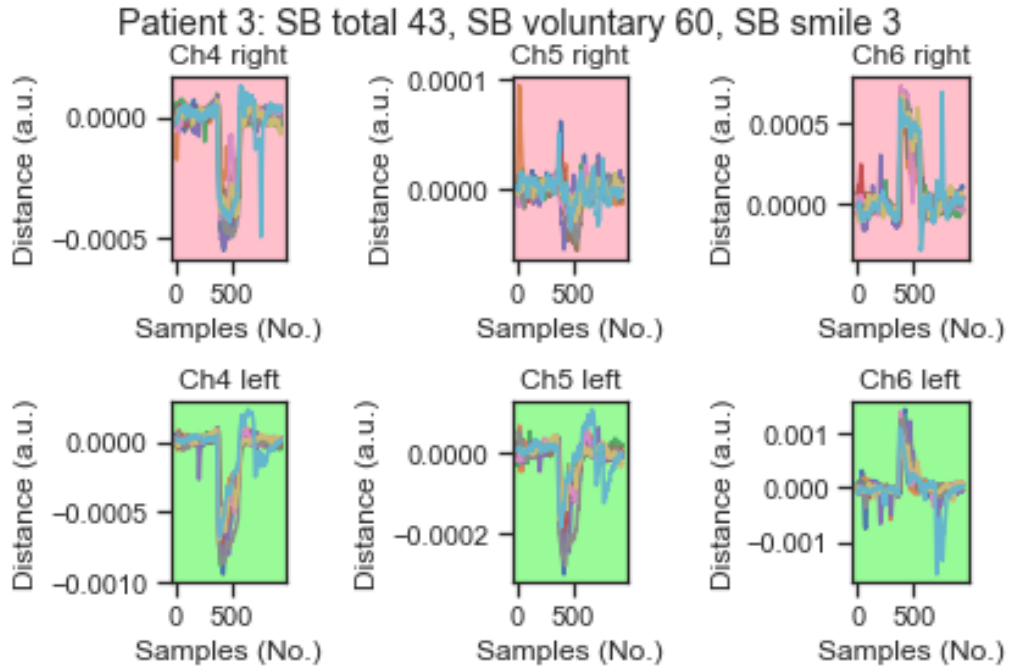 Patient 3: SB total 43, SB voluntary 60, SB smile 3
Ch4 right
Ch5 right
Ch6 right
Distance (a.u.)
0.0000
−0.0005
0 500
Samples (No.)
Distance (a.u.)
0.0001
0.0000
0 500
Samples (No.)
Distance (a.u.)
0.0005
0.0000
0 500
Samples (No.)
Ch4 left
Ch5 left
Ch6 left
Distance (a.u.)
0.0000
−0.0005
−0.0010
0 500
Samples (No.)
Distance (a.u.)
0.0000
−0.0002
0 500
Samples (No.)
Distance (a.u.)
0.001
0.000
−0.001
0 500
Samples (No.)